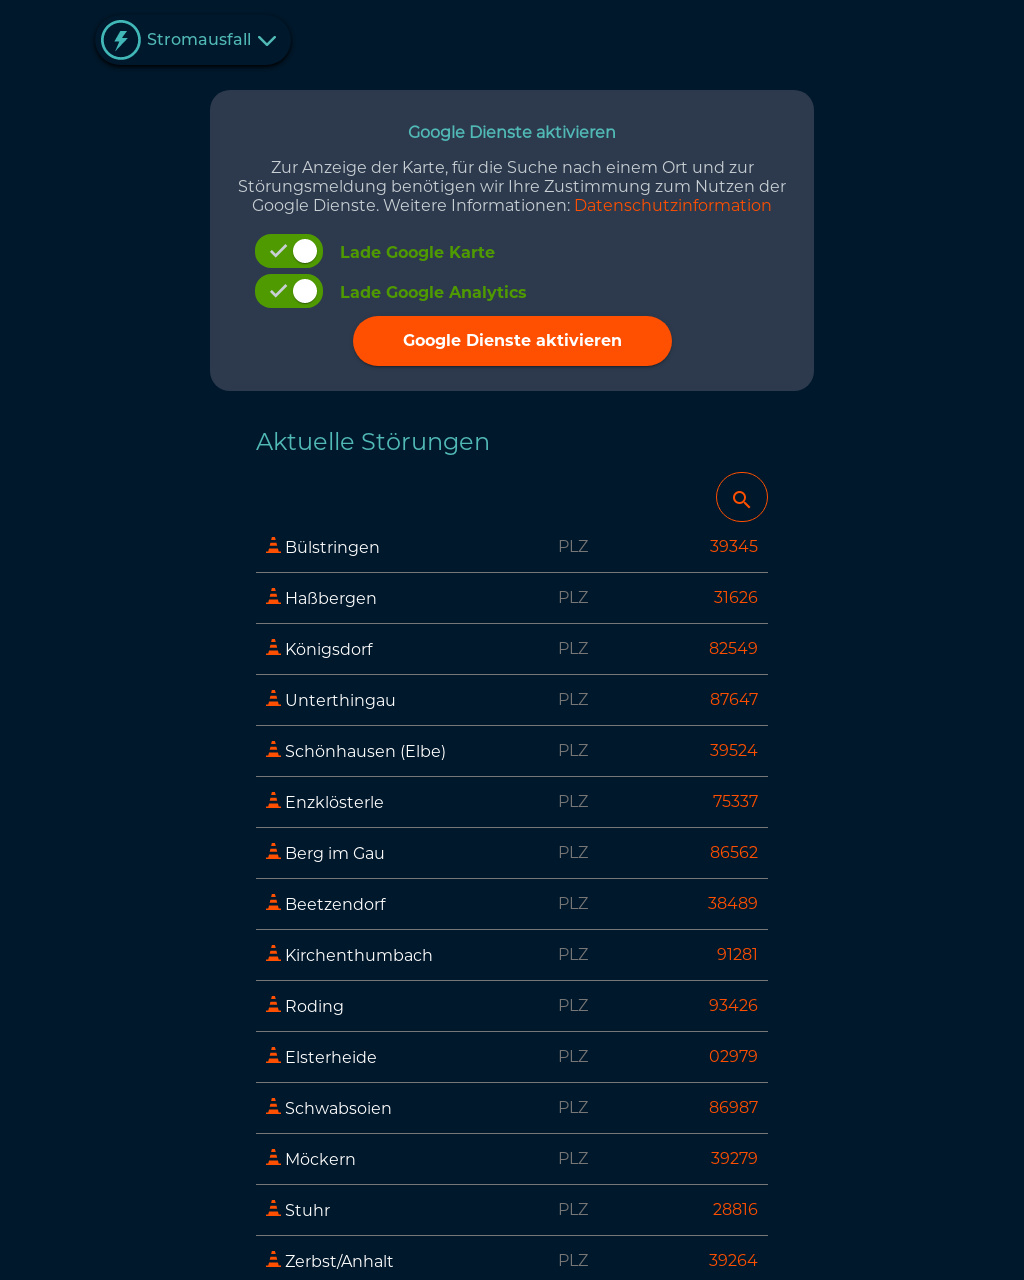 Stromausfall
Google Dienste aktivieren
Zur Anzeige der Karte, für die Suche nach einem Ort und zur
Störungsmeldung benötigen wir Ihre Zustimmung zum Nutzen der
Google Dienste. Weitere Informationen: Datenschutzinformation
Lade Google Karte
Lade Google Analytics
Google Dienste aktivieren
Aktuelle Störungen
Bülstringen PLZ 39345
Haßbergen PLZ 31626
Königsdorf PLZ 82549
Unterthingau PLZ 87647
Schönhausen (Elbe) PLZ 39524
Enzklösterle PLZ 75337
Berg im Gau PLZ 86562
Beetzendorf PLZ 38489
Kirchenthumbach PLZ 91281
Roding PLZ 93426
Elsterheide PLZ 02979
Schwabsoien PLZ 86987
Möckern PLZ 39279
Stuhr PLZ 28816
Zerbst/Anhalt PLZ 39264